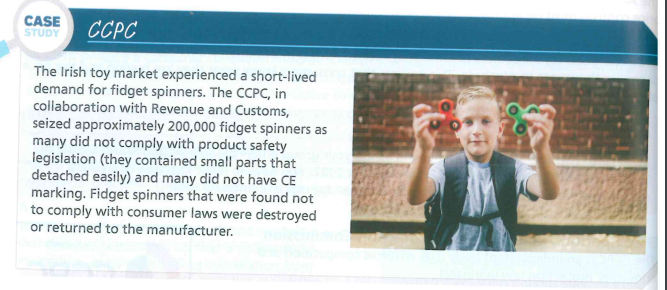 CASE
STUDY
CCPC
The Irish toy market experienced a short-lived
demand for fidget spinners. The CCPC, in
collaboration with Revenue and Customs,
seized approximately 200,000 fidget spinners as
many did not comply with product safety
legislation (they contained small parts that
detached easily) and many did not have CE
marking. Fidget spinners that were found not
to comply with consumer laws were destroyed
or returned to the manufacturer.